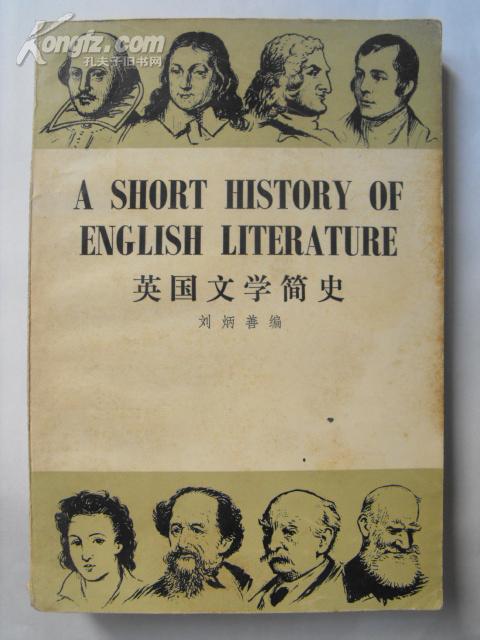 Kongfz.com
孔夫子旧书网
A SHORT HISTORY OF
ENGLISH LITERATURE
英国文学简史
刘炳善编